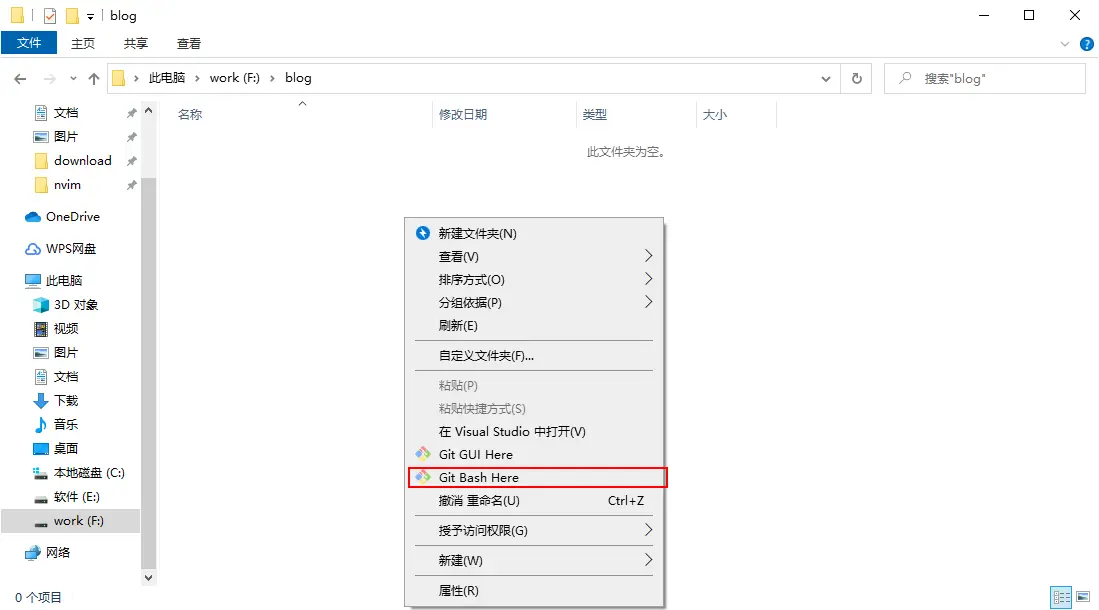 blog
文件 主页 共享 查看
此电脑 work (F:) blog 搜索"blog"
名称 修改日期 类型 大小
此文件夹为空。
文档
图片
download
nvim
OneDrive
WPS网盘
此电脑
3D 对象
视频
图片
文档
下载
音乐
桌面
本地磁盘 (C:)
软件 (E:)
work (F:)
网络
新建文件夹(N)
查看(V)
排序方式(O)
分组依据(P)
刷新(E)
自定义文件夹(F)...
粘贴(P)
粘贴快捷方式(S)
在 Visual Studio 中打开(V)
Git GUI Here
Git Bash Here
撤消 重命名(U) Ctrl+Z
授予访问权限(G)
新建(W)
属性(R)
0 个项目